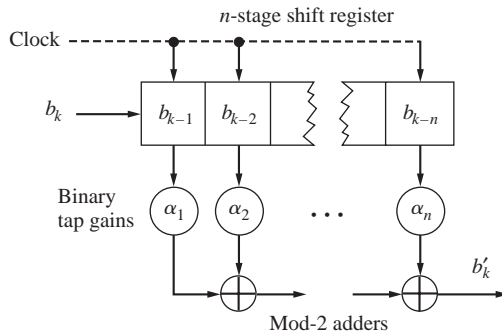 n-stage shift register
Clock
b_k
b_{k–1} b_{k–2} b_{k–n}
Binary
tap gains
α_1 α_2 . . . α_n
b′_k
Mod-2 adders